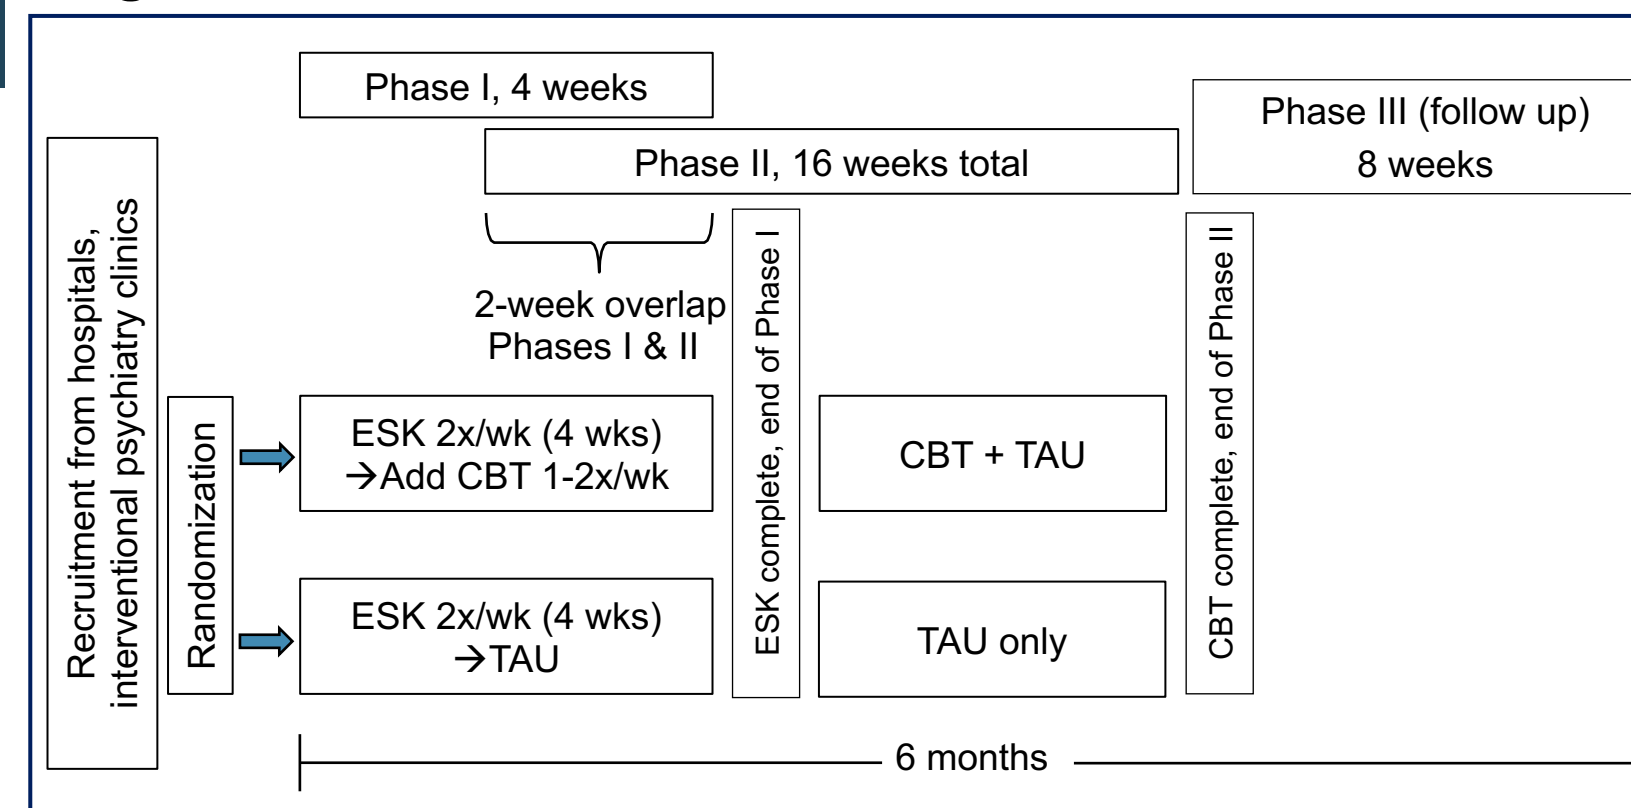 Phase I, 4 weeks
Phase II, 16 weeks total
Phase III (follow up)
8 weeks
Recruitment from hospitals,
interventional psychiatry clinics
Randomization
2-week overlap
Phases I & II
ESK 2x/wk (4 wks)
→Add CBT 1-2x/wk
ESK 2x/wk (4 wks)
→TAU
ESK complete, end of Phase I
CBT + TAU
TAU only
CBT complete, end of Phase II
6 months